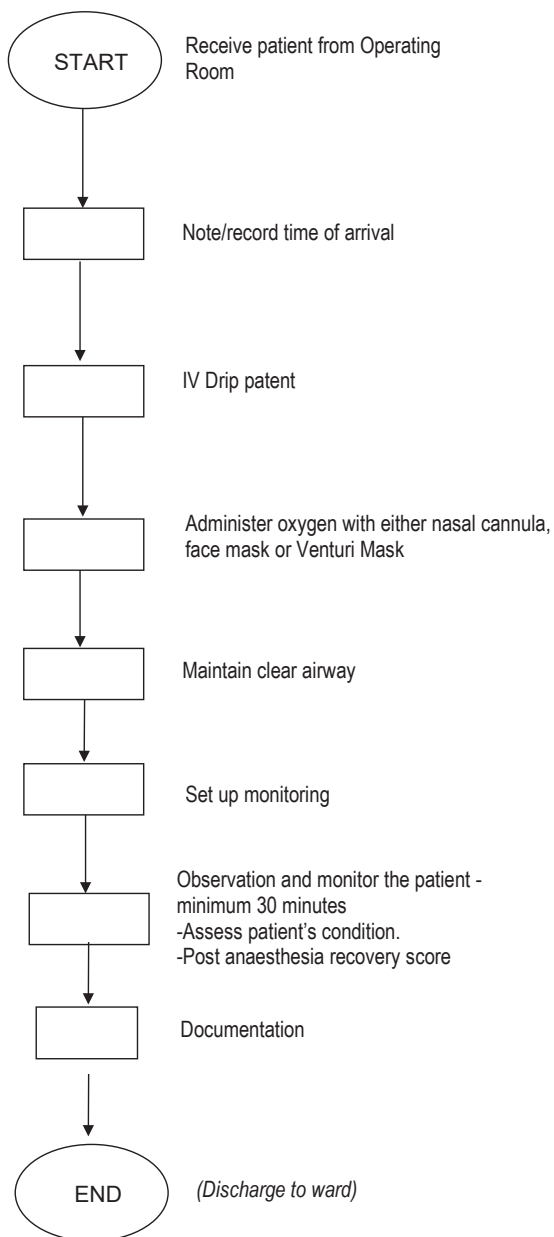 START
Receive patient from Operating
Room
Note/record time of arrival
IV Drip patent
Administer oxygen with either nasal cannula,
face mask or Venturi Mask
Maintain clear airway
Set up monitoring
Observation and monitor the patient -
minimum 30 minutes
-Assess patient’s condition.
-Post anaesthesia recovery score
Documentation
END
(Discharge to ward)